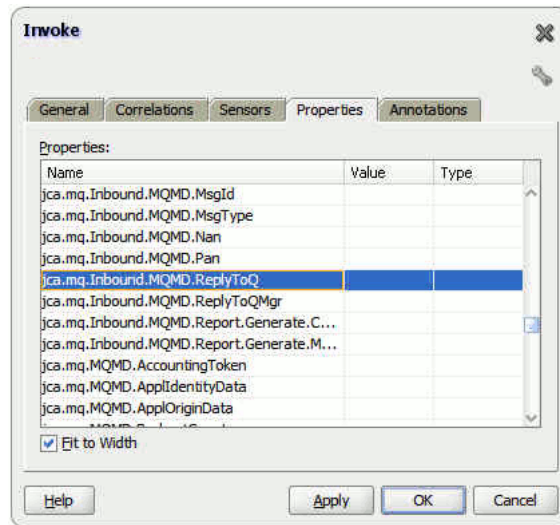 Invoke
General Correlations Sensors Properties Annotations
Properties:
Name Value Type
jca.mq.Inbound.MQMD.MsgId
jca.mq.Inbound.MQMD.MsgType
jca.mq.Inbound.MQMD.Nan
jca.mq.Inbound.MQMD.Pan
jca.mq.Inbound.MQMD.ReplyToQ
jca.mq.Inbound.MQMD.ReplyToQMgr
jca.mq.Inbound.MQMD.Report.Generate.C...
jca.mq.Inbound.MQMD.Report.Generate.M...
jca.mq.MQMD.AccountingToken
jca.mq.MQMD.ApplIdentityData
jca.mq.MQMD.ApplOriginData
Fit to Width
Help Apply OK Cancel